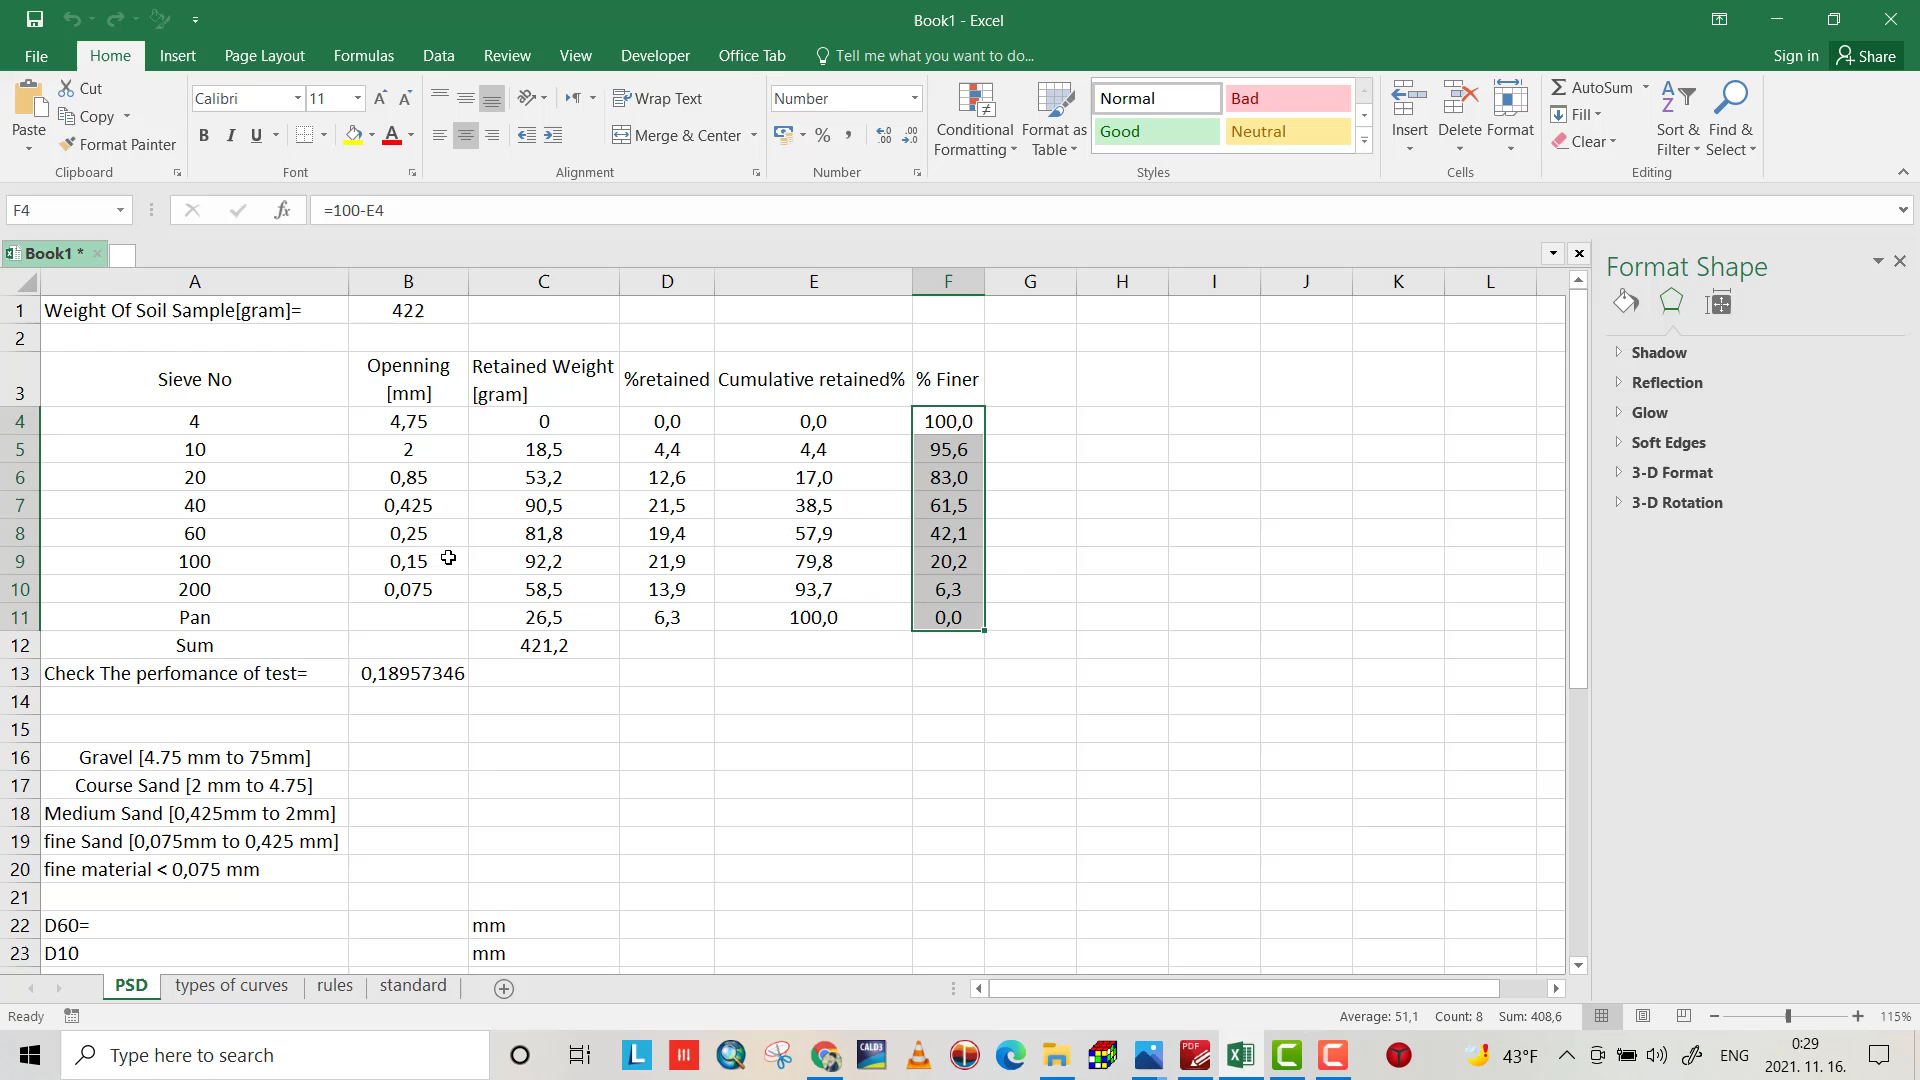 Book1 - Excel
File Home Insert Page Layout Formulas Data Review View Developer Office Tab Tell me what you want to do... Sign in Share
Paste
Cut
Copy
Format Painter
Clipboard
Calibri 11
B I U
Font
Wrap Text
Merge & Center
Alignment
Number
Number
Conditional Formatting
Format as Table
Normal Bad
Good Neutral
Styles
Insert Delete Format
Cells
AutoSum
Fill
Clear
Sort & Filter
Find & Select
Editing
F4 fx =100-E4
Book1 *
A B C D E F G H I J K L
1 Weight Of Soil Sample[gram]= 422
2
3 Sieve No Openning [mm] Retained Weight [gram] %retained Cumulative retained% % Finer
4 4 4,75 0 0,0 0,0 100,0
5 10 2 18,5 4,4 4,4 95,6
6 20 0,85 53,2 12,6 17,0 83,0
7 40 0,425 90,5 21,5 38,5 61,5
8 60 0,25 81,8 19,4 57,9 42,1
9 100 0,15 92,2 21,9 79,8 20,2
10 200 0,075 58,5 13,9 93,7 6,3
11 Pan 26,5 6,3 100,0 0,0
12 Sum 421,2
13 Check The perfomance of test= 0,18957346
14
15
16 Gravel [4.75 mm to 75mm]
17 Course Sand [2 mm to 4.75]
18 Medium Sand [0,425mm to 2mm]
19 fine Sand [0,075mm to 0,425 mm]
20 fine material < 0,075 mm
21
22 D60= mm
23 D10 mm
Format Shape
Shadow
Reflection
Glow
Soft Edges
3-D Format
3-D Rotation
PSD types of curves rules standard
Ready Average: 51,1 Count: 8 Sum: 408,6 115%
Type here to search
L
CALD3
PDF
43°F
ENG
0:29
2021. 11. 16.